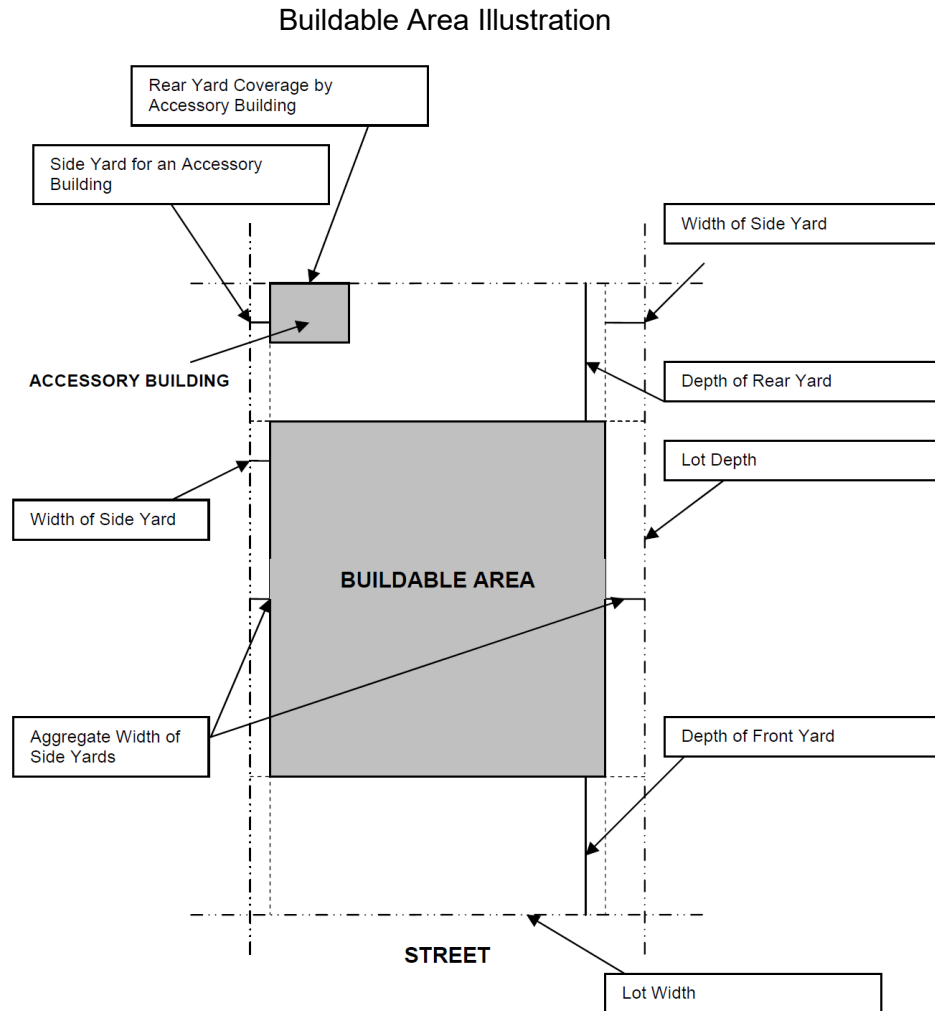 Buildable Area Illustration
Rear Yard Coverage by
Accessory Building
Side Yard for an Accessory
Building
Width of Side Yard
ACCESSORY BUILDING
Depth of Rear Yard
Lot Depth
Width of Side Yard
BUILDABLE AREA
Aggregate Width of
Side Yards
Depth of Front Yard
STREET
Lot Width